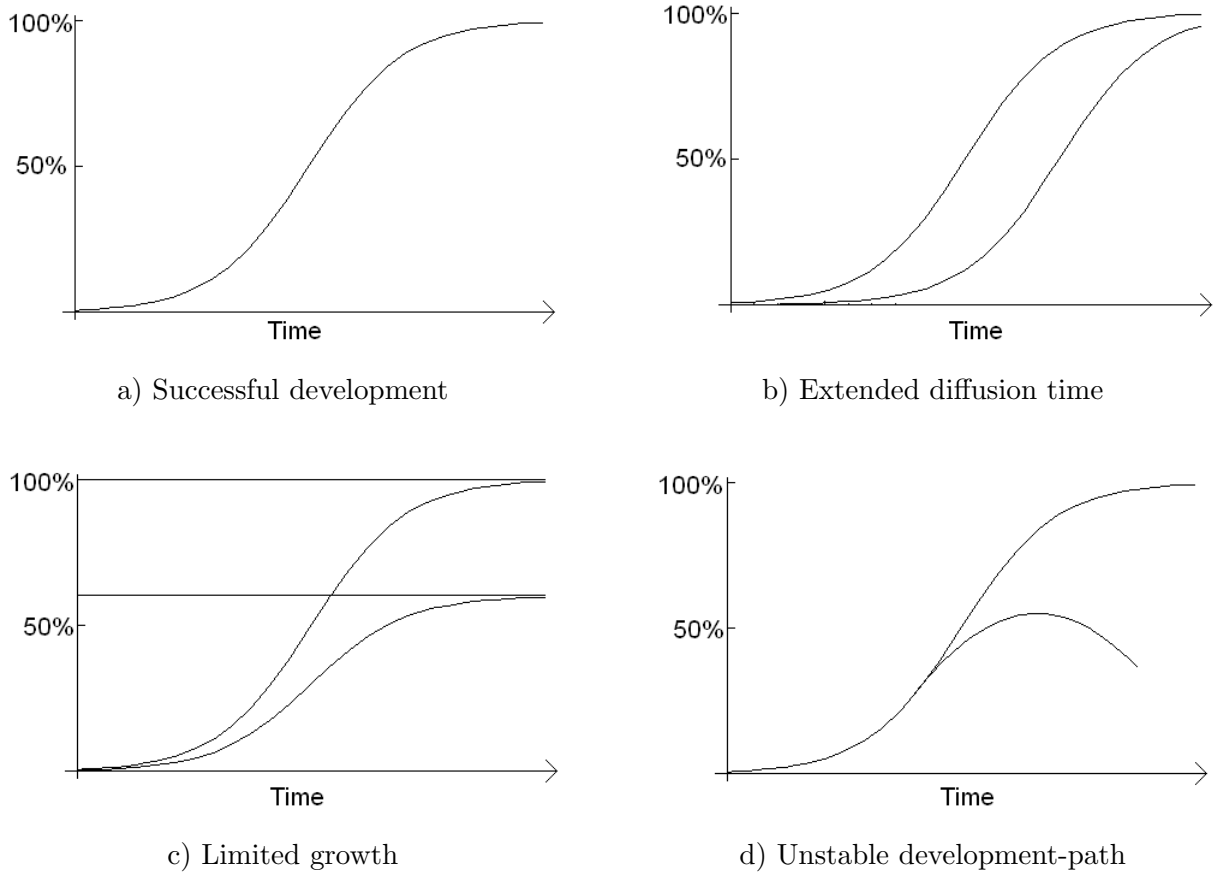 100%
50%
Time
a) Successful development
100%
50%
Time
b) Extended diffusion time
100%
50%
Time
c) Limited growth
100%
50%
Time
d) Unstable development-path